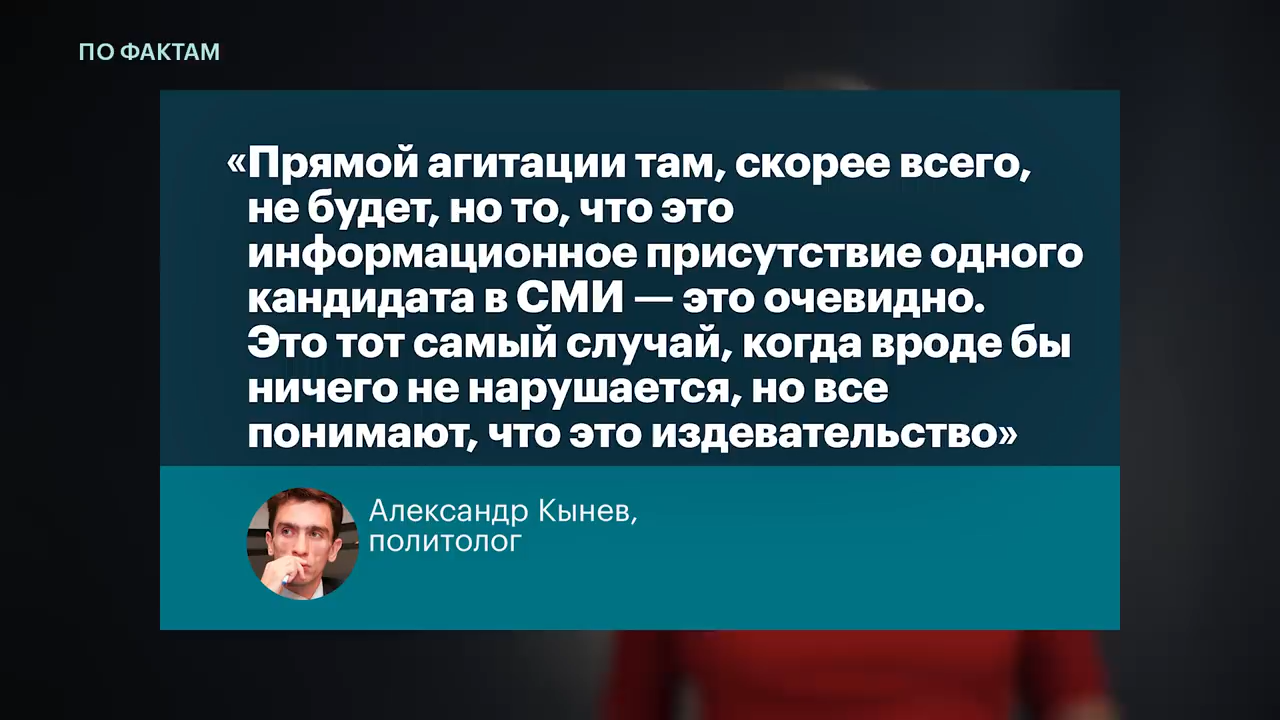 ПО ФАКТАМ
«Прямой агитации там, скорее всего,
не будет, но то, что это
информационное присутствие одного
кандидата в СМИ — это очевидно.
Это тот самый случай, когда вроде бы
ничего не нарушается, но все
понимают, что это издевательство»
Александр Кынев,
политолог